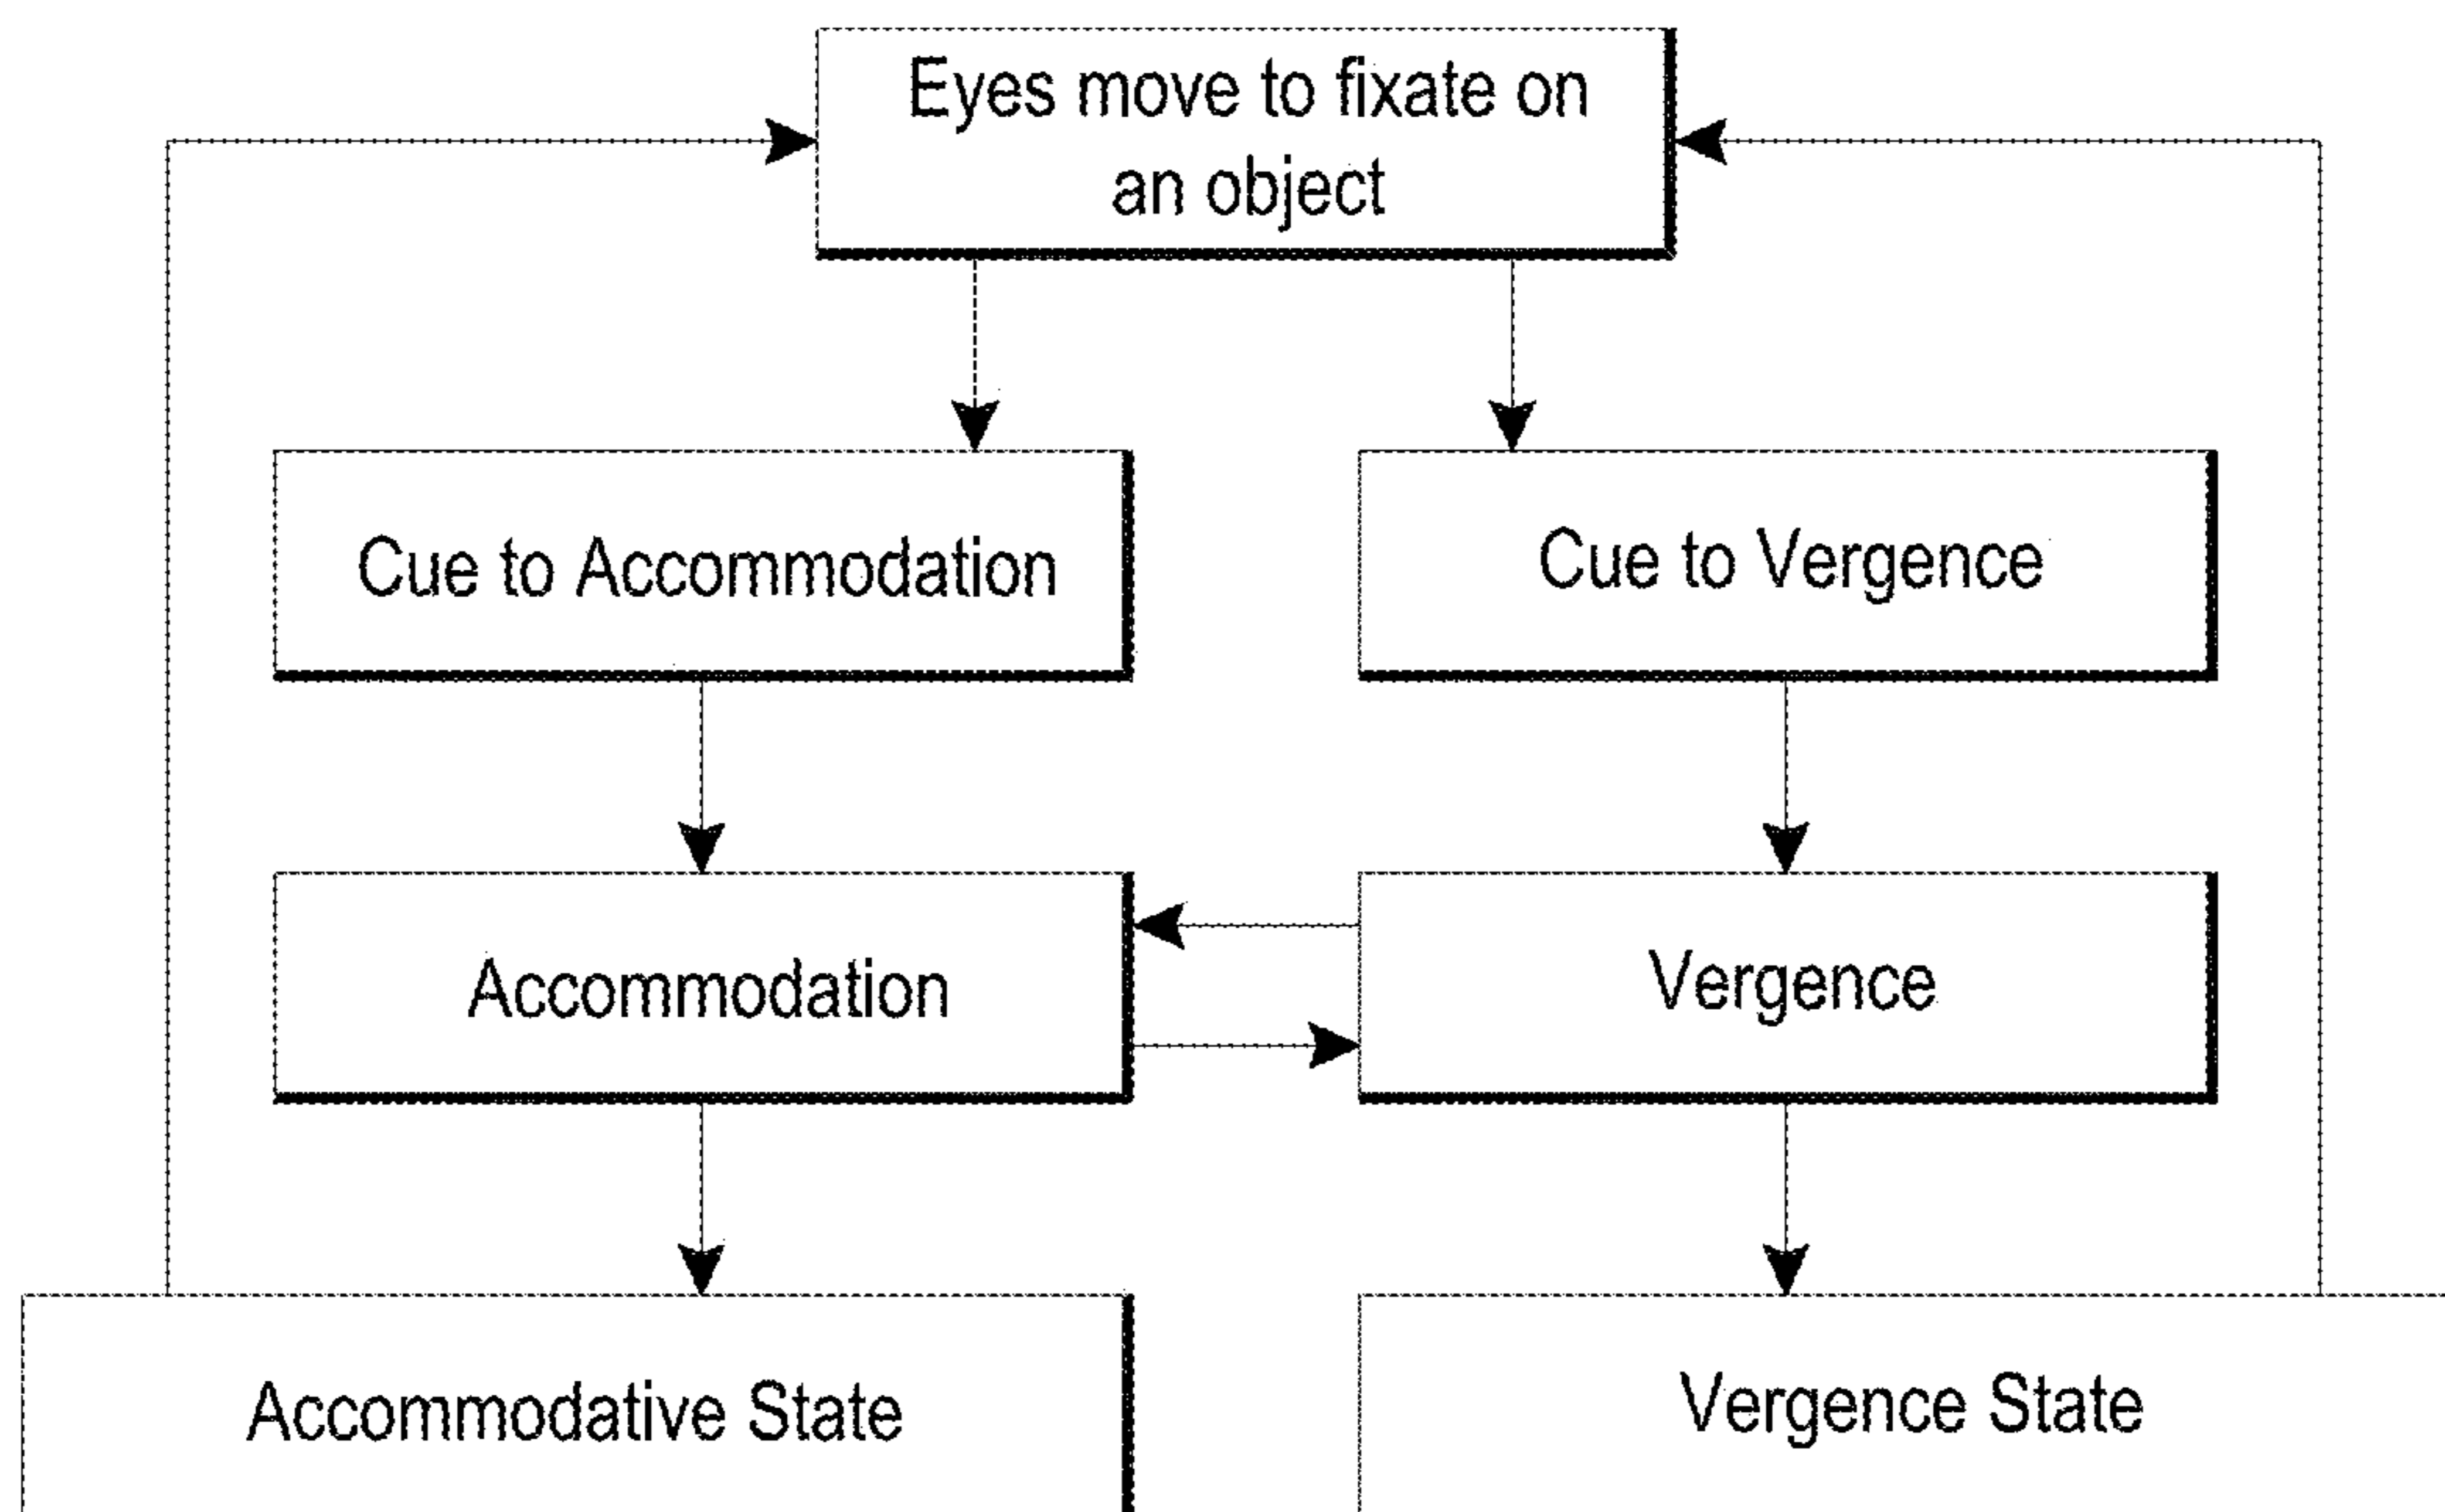 Eyes move to fixate on
an object
Cue to Accommodation
Cue to Vergence
Accommodation
Vergence
Accommodative State
Vergence State